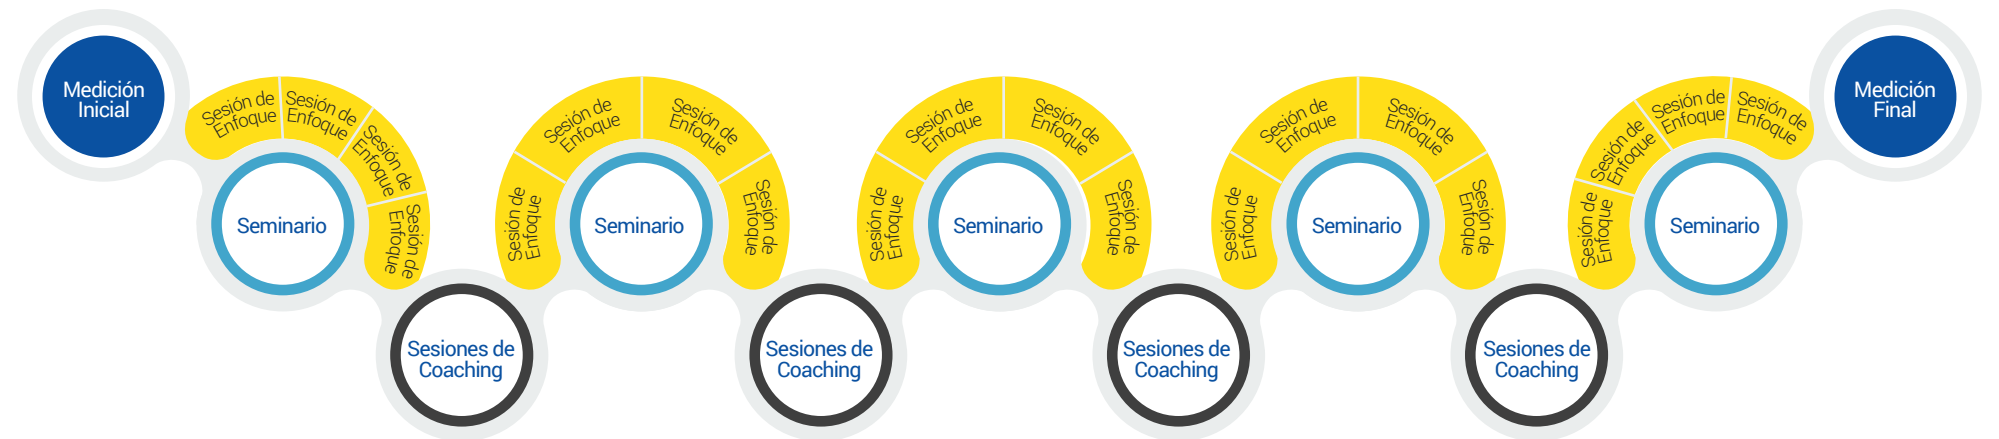 Medición
Inicial
Sesión de
Enfoque
Sesión de
Enfoque
Sesión de
Enfoque
Sesión de
Enfoque
Seminario
Sesiones de
Coaching
Sesión de
Enfoque
Sesión de
Enfoque
Sesión de
Enfoque
Sesión de
Enfoque
Seminario
Sesiones de
Coaching
Sesión de
Enfoque
Sesión de
Enfoque
Sesión de
Enfoque
Sesión de
Enfoque
Seminario
Sesiones de
Coaching
Sesión de
Enfoque
Sesión de
Enfoque
Sesión de
Enfoque
Sesión de
Enfoque
Seminario
Sesiones de
Coaching
Sesión de
Enfoque
Sesión de
Enfoque
Sesión de
Enfoque
Sesión de
Enfoque
Seminario
Medición
Final